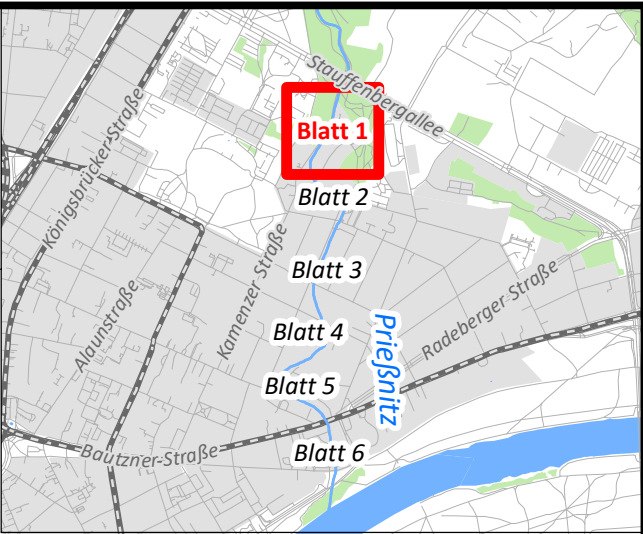 Stauffenbergallee
Blatt 1
Königsbrücker-Straße
Blatt 2
Kamenzer Straße
Blatt 3
Radeberger-Straße
Alaunstraße
Blatt 4
Prießnitz
Blatt 5
Bautzner-Straße
Blatt 6